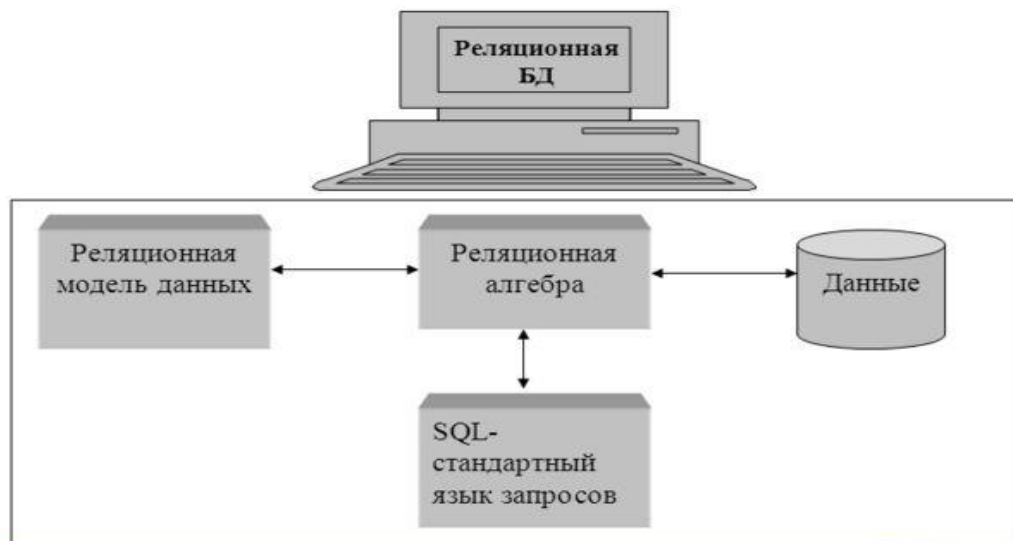 Реляционная
БД
Реляционная
модель данных
Реляционная
алгебра
Данные
SQL-
стандартный
язык запросов